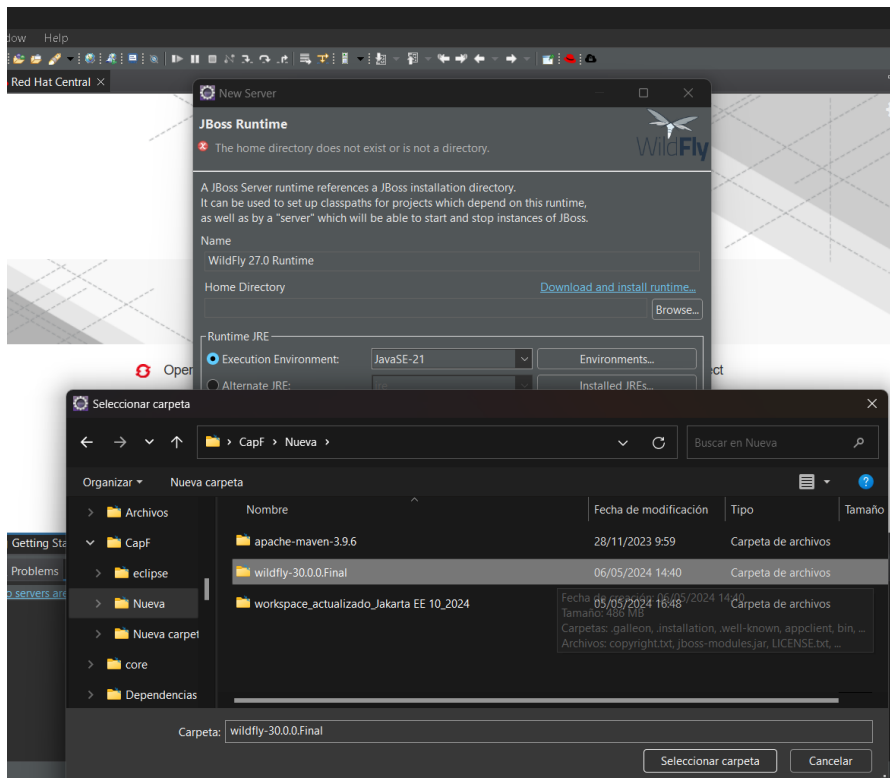 dow Help
Red Hat Central
New Server
JBoss Runtime
The home directory does not exist or is not a directory.
WildFly
A JBoss Server runtime references a JBoss installation directory.
It can be used to set up classpaths for projects which depend on this runtime,
as well as by a "server" which will be able to start and stop instances of JBoss.
Name
WildFly 27.0 Runtime
Home Directory Download and install runtime...
Browse...
Runtime JRE
Execution Environment: JavaSE-21 Environments...
Alternate JRE: jre Installed JREs...
Oper ect
Seleccionar carpeta
CapF > Nueva > Buscar en Nueva
Organizar Nueva carpeta
Nombre Fecha de modificación Tipo Tamaño
Archivos
CapF
eclipse
Nueva
Nueva carpet
core
Dependencias
apache-maven-3.9.6 28/11/2023 9:59 Carpeta de archivos
wildfly-30.0.0.Final 06/05/2024 14:40 Carpeta de archivos
workspace_actualizado_Jakarta EE 10_2024 05/05/2024 16:48 Carpeta de archivos
Fecha de creación: 06/05/2024 14:40
Tamaño: 486 MB
Carpetas: .galleon, .installation, .well-known, appclient, bin, ...
Archivos: copyright.txt, jboss-modules.jar, LICENSE.txt, ...
Getting Sta
Problems
o servers are
Carpeta: wildfly-30.0.0.Final
Seleccionar carpeta Cancelar